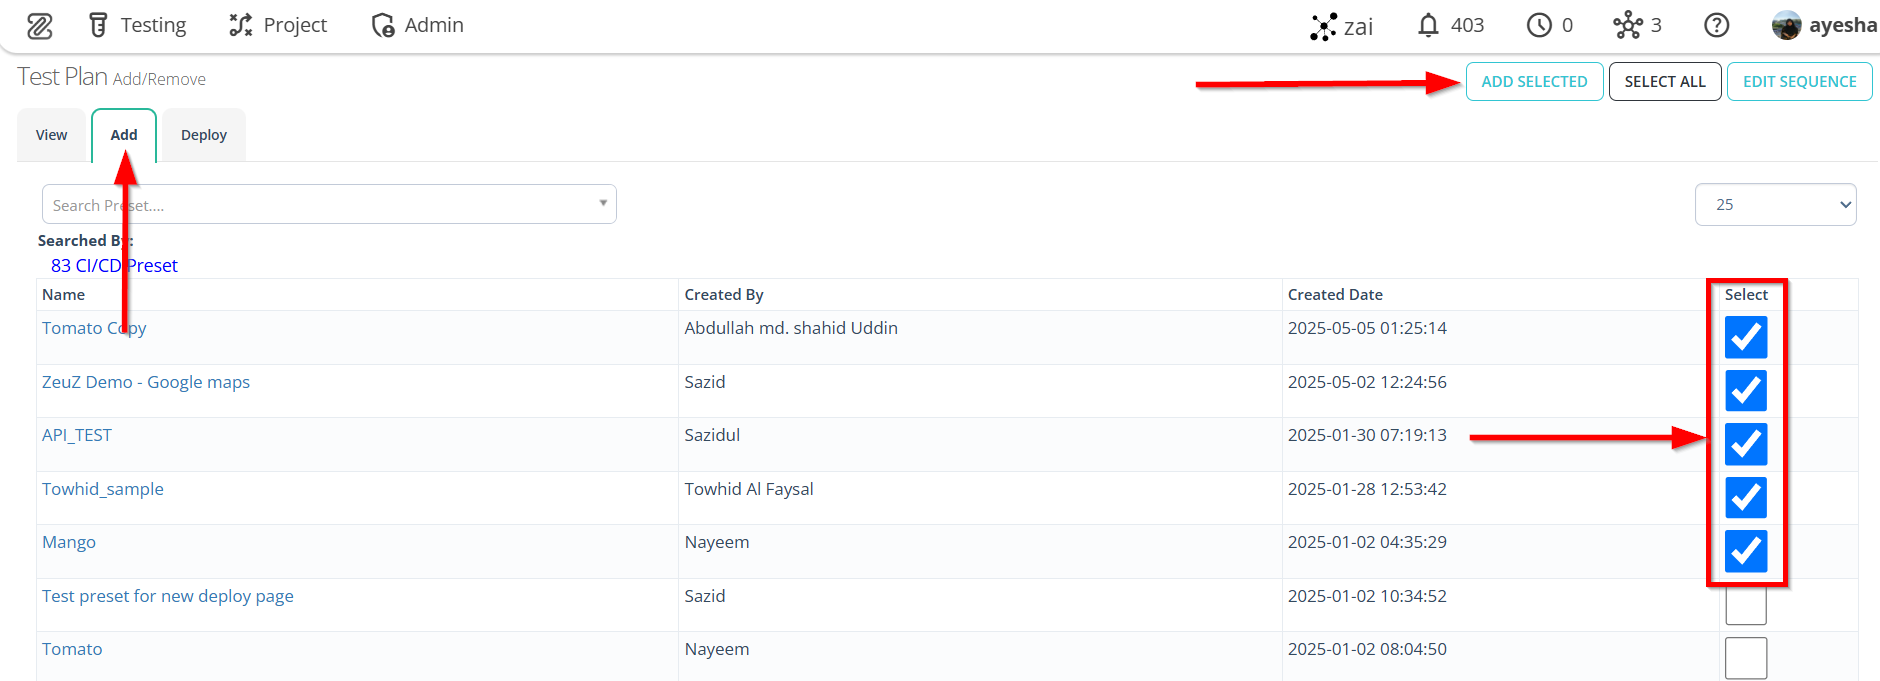 Testing Project Admin zai 403 0 3 ayesha
Test Plan Add/Remove ADD SELECTED SELECT ALL EDIT SEQUENCE
View Add Deploy
Search Preset.... 25
Searched By:
83 CI/CD Preset
Name Created By Created Date Select
Tomato Copy Abdullah md. shahid Uddin 2025-05-05 01:25:14
ZeuZ Demo - Google maps Sazid 2025-05-02 12:24:56
API_TEST Sazidul 2025-01-30 07:19:13
Towhid_sample Towhid Al Faysal 2025-01-28 12:53:42
Mango Nayeem 2025-01-02 04:35:29
Test preset for new deploy page Sazid 2025-01-02 10:34:52
Tomato Nayeem 2025-01-02 08:04:50